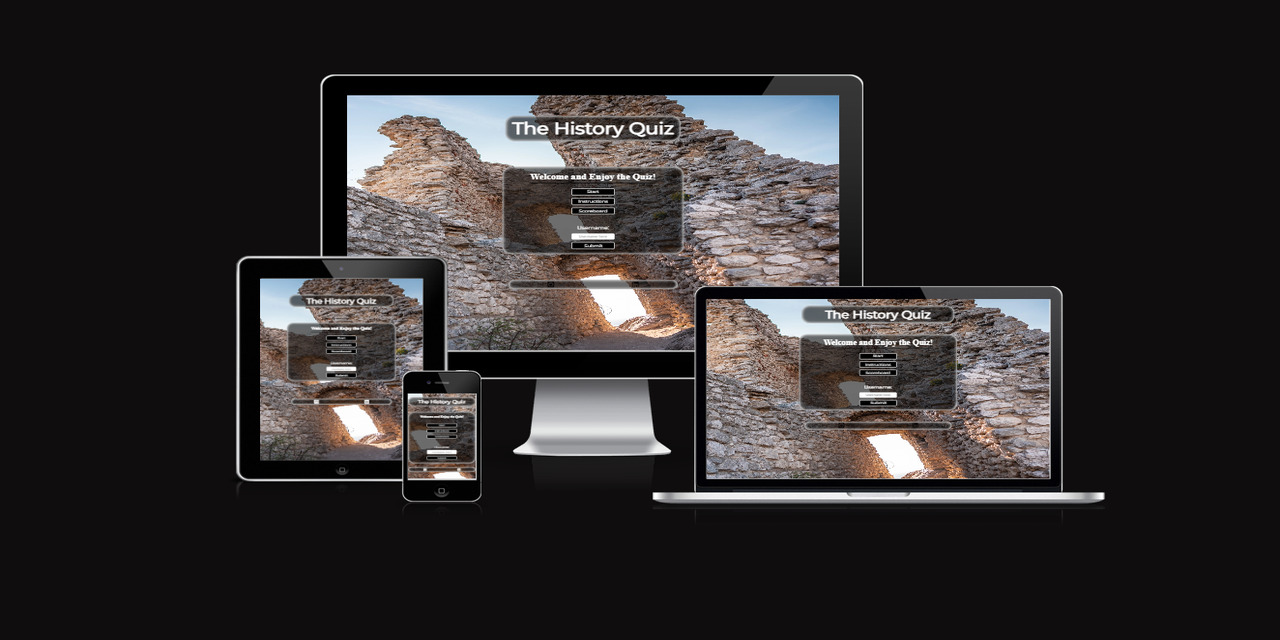 The History Quiz
Welcome and Enjoy the Quiz!
Start
Instructions
Scoreboard
Username:
Submit
The History Quiz
Welcome and Enjoy the Quiz!
Start
Instructions
Scoreboard
Username:
Submit
The History Quiz
Welcome and Enjoy the Quiz!
Start
Instructions
Scoreboard
Username:
Submit
The History Quiz
Welcome and Enjoy the Quiz!